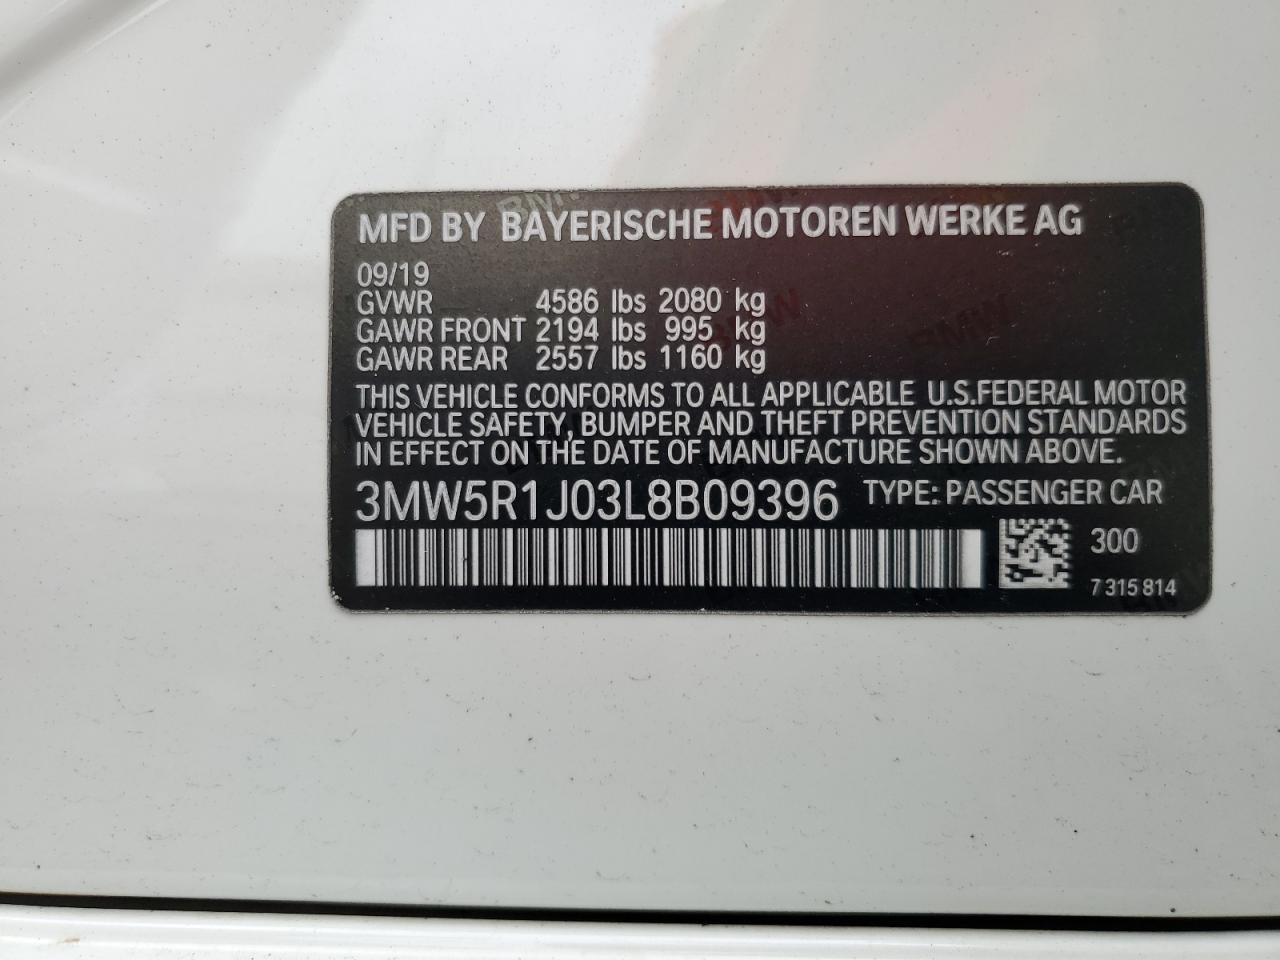 MFD BY BAYERISCHE MOTOREN WERKE AG
09/19
GVWR 4586 lbs 2080 kg
GAWR FRONT 2194 lbs 995 kg
GAWR REAR 2557 lbs 1160 kg
THIS VEHICLE CONFORMS TO ALL APPLICABLE U.S.FEDERAL MOTOR
VEHICLE SAFETY, BUMPER AND THEFT PREVENTION STANDARDS
IN EFFECT ON THE DATE OF MANUFACTURE SHOWN ABOVE.
3MW5R1J03L8B09396 TYPE: PASSENGER CAR
300
7 315 814